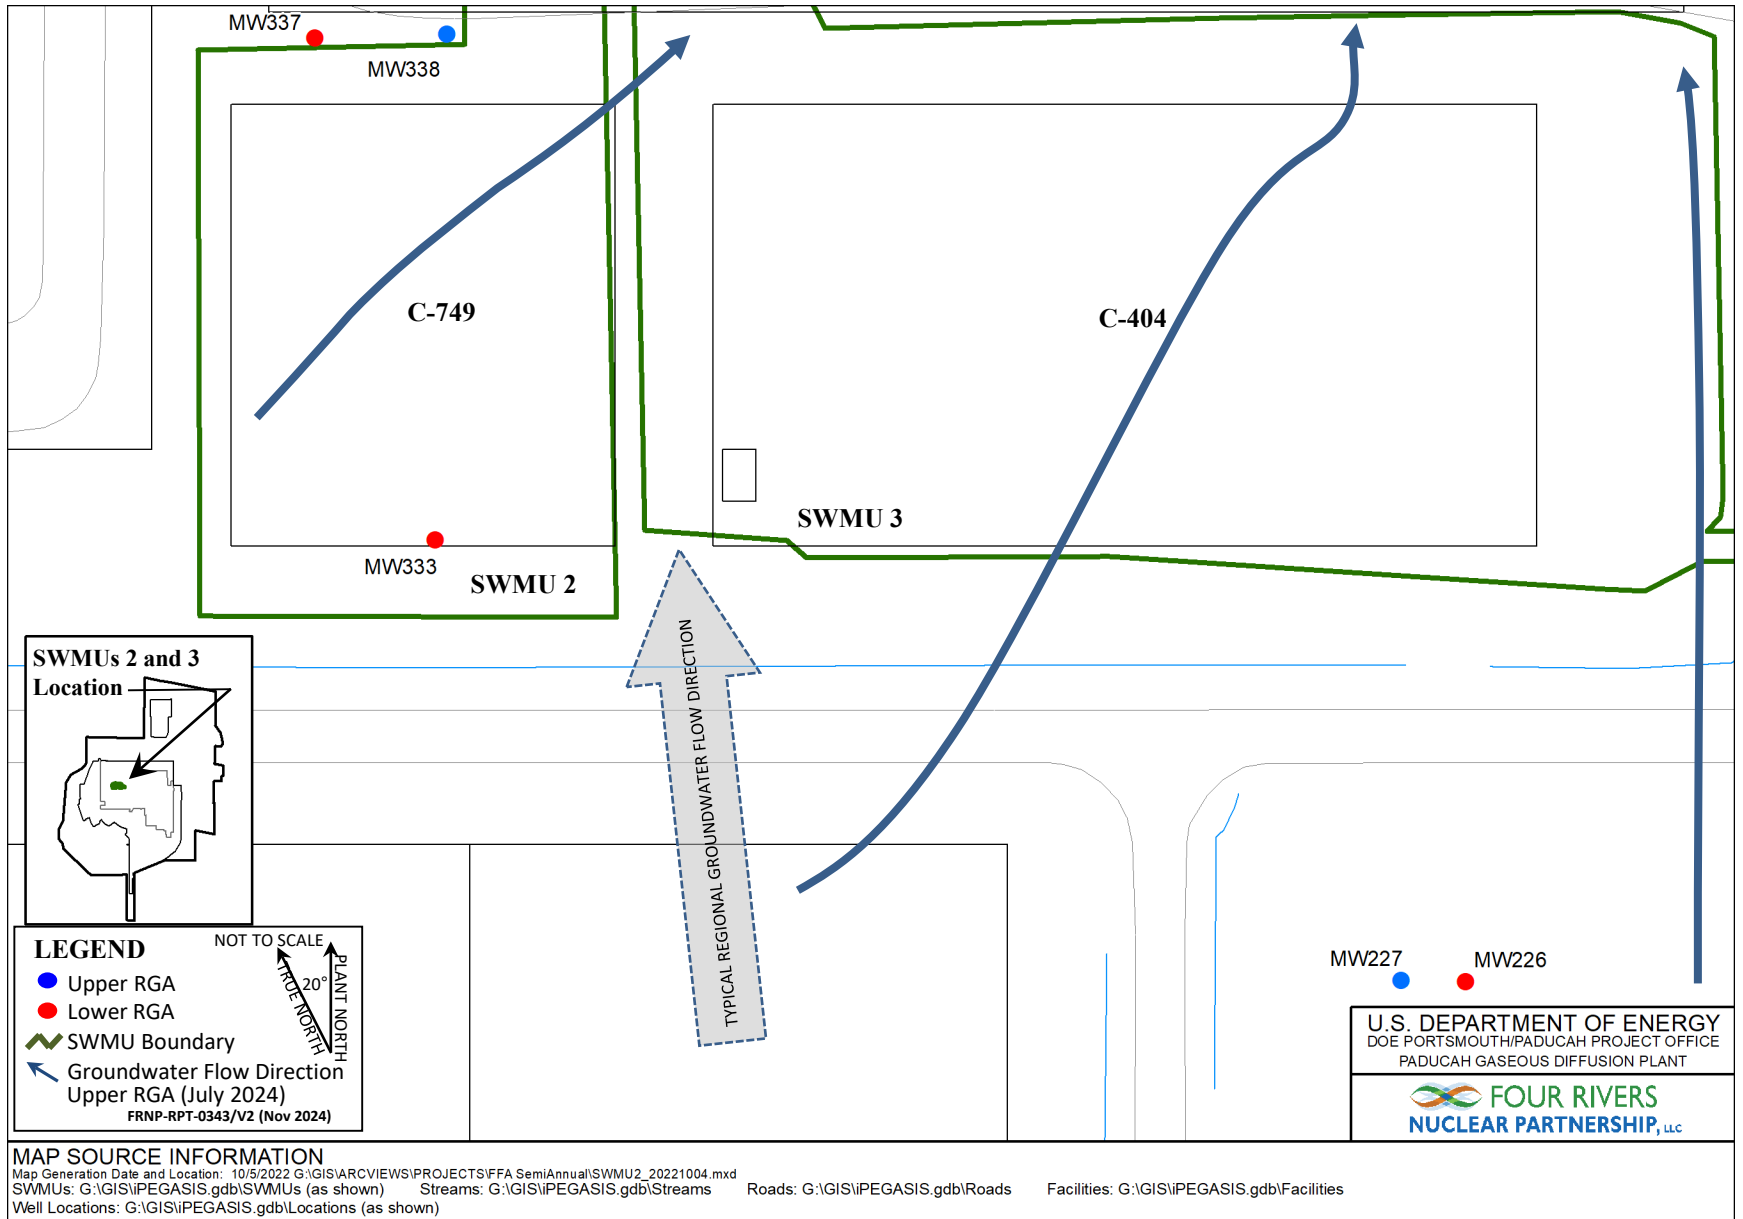 MW337
MW338
C-749
C-404
SWMU 3
MW333
SWMU 2
TYPICAL REGIONAL GROUNDWATER FLOW DIRECTION
SWMUs 2 and 3
Location
MW227
MW226
LEGEND
NOT TO SCALE
TRUE NORTH
20°
PLANT NORTH
Upper RGA
Lower RGA
SWMU Boundary
Groundwater Flow Direction
Upper RGA (July 2024)
FRNP-RPT-0343/V2 (Nov 2024)
U.S. DEPARTMENT OF ENERGY
DOE PORTSMOUTH/PADUCAH PROJECT OFFICE
PADUCAH GASEOUS DIFFUSION PLANT
FOUR RIVERS
NUCLEAR PARTNERSHIP, LLC
MAP SOURCE INFORMATION
Map Generation Date and Location: 10/5/2022 G:\GIS\ARCVIEWS\PROJECTS\FFA SemiAnnual\SWMU2_20221004.mxd
SWMUs: G:\GIS\iPEGASIS.gdb\SWMUs (as shown) Streams: G:\GIS\iPEGASIS.gdb\Streams Roads: G:\GIS\iPEGASIS.gdb\Roads Facilities: G:\GIS\iPEGASIS.gdb\Facilities
Well Locations: G:\GIS\iPEGASIS.gdb\Locations (as shown)